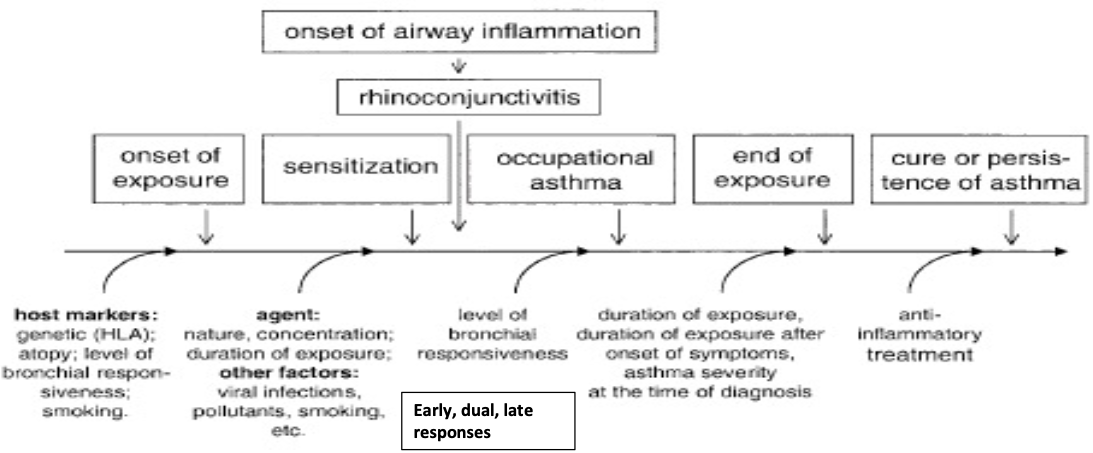 onset of airway inflammation
rhinoconjunctivitis
onset of
exposure
sensitization
occupational
asthma
end of
exposure
cure or persis-
tence of asthma
host markers:
genetic (HLA);
atopy; level of
bronchial respon-
siveness;
smoking.
agent:
nature, concentration;
duration of exposure;
other factors:
viral infections,
pollutants, smoking,
etc.
level of
bronchial
responsiveness
duration of exposure,
duration of exposure after
onset of symptoms,
asthma severity
at the time of diagnosis
anti-
inflammatory
treatment
Early, dual, late
responses